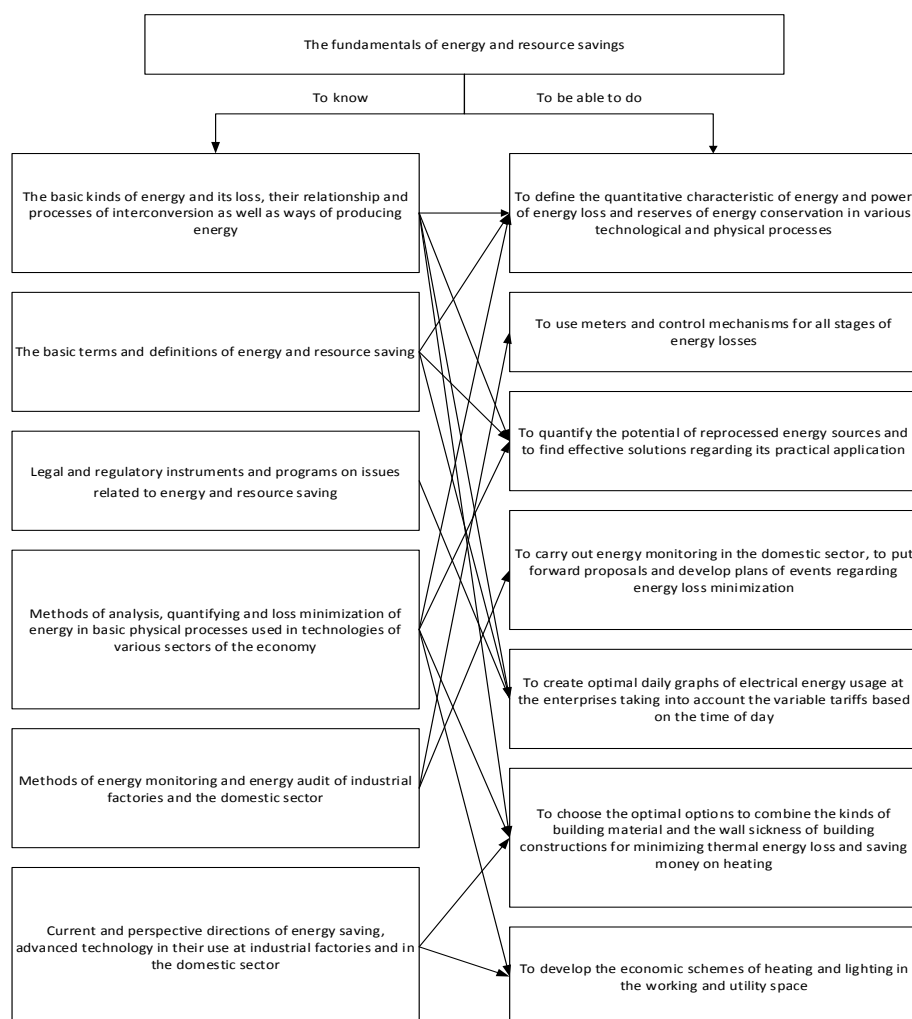 The fundamentals of energy and resource savings
To know
To be able to do
The basic kinds of energy and its loss, their relationship and
processes of interconversion as well as ways of producing
energy
The basic terms and definitions of energy and resource saving
Legal and regulatory instruments and programs on issues
related to energy and resource saving
Methods of analysis, quantifying and loss minimization of
energy in basic physical processes used in technologies of
various sectors of the economy
Methods of energy monitoring and energy audit of industrial
factories and the domestic sector
Current and perspective directions of energy saving,
advanced technology in their use at industrial factories and in
the domestic sector
To define the quantitative characteristic of energy and power
of energy loss and reserves of energy conservation in various
technological and physical processes
To use meters and control mechanisms for all stages of
energy losses
To quantify the potential of reprocessed energy sources and
to find effective solutions regarding its practical application
To carry out energy monitoring in the domestic sector, to put
forward proposals and develop plans of events regarding
energy loss minimization
To create optimal daily graphs of electrical energy usage at
the enterprises taking into account the variable tariffs based
on the time of day
To choose the optimal options to combine the kinds of
building material and the wall sickness of building
constructions for minimizing thermal energy loss and saving
money on heating
To develop the economic schemes of heating and lighting in
the working and utility space